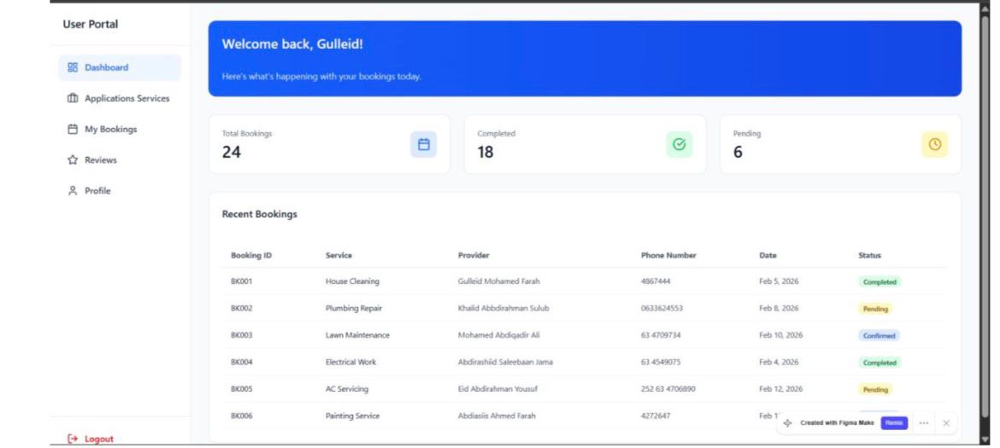 User Portal
Dashboard
Applications Services
My Bookings
Reviews
Profile
Logout
Welcome back, Gulleid!
Here's what's happening with your bookings today.
Total Bookings
24
Completed
18
Pending
6
Recent Bookings
Booking ID Service Provider Phone Number Date Status
BK001 House Cleaning Gulleid Mohamed Farah 4867444 Feb 5, 2026 Completed
BK002 Plumbing Repair Khalid Abbdirahman Sulub 0633624553 Feb 8, 2026 Pending
BK003 Lawn Maintenance Mohamed Abdiqadir Ali 63 4709734 Feb 10, 2026 Confirmed
BK004 Electrical Work Abdirashiid Saleebaan Jama 63 4549075 Feb 4, 2026 Completed
BK005 AC Servicing Eid Abdirahman Yousuf 252 63 4706890 Feb 12, 2026 Pending
BK006 Painting Service Abdiasiis Ahmed Farah 4272647 Feb
Created with Figma Make Remix